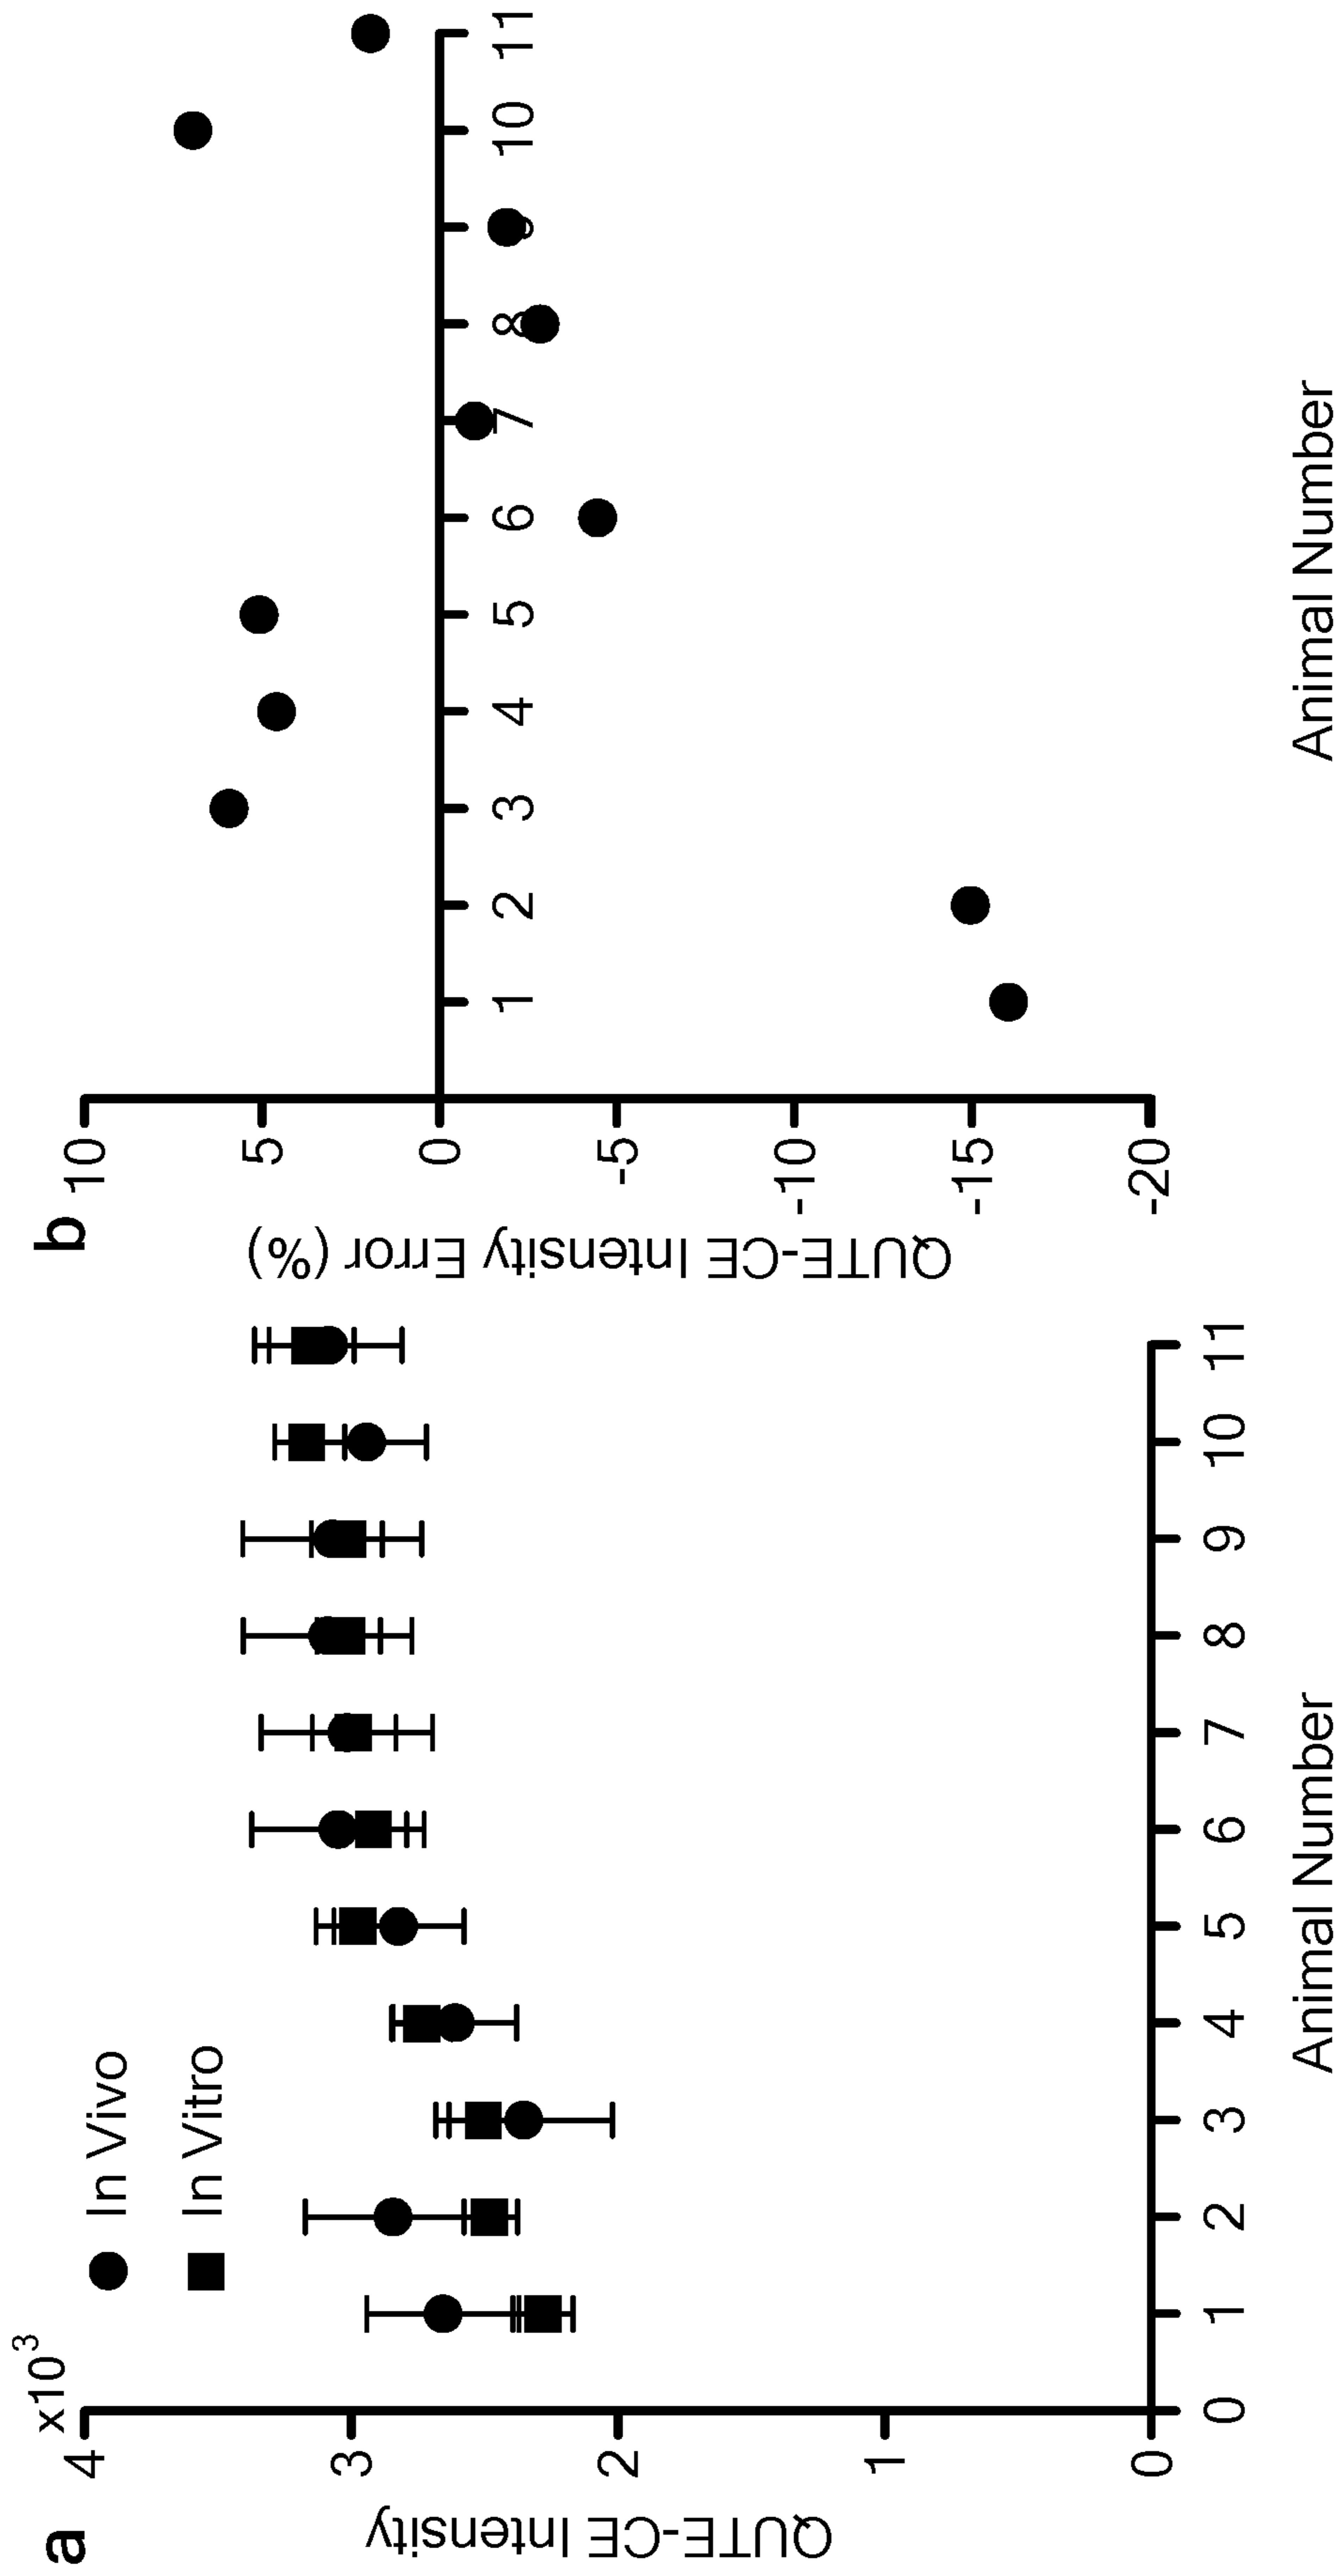 a
x10³
4
3
2
1
0
QUTE-CE Intensity
In Vivo
In Vitro
0 1 2 3 4 5 6 7 8 9 10 11
Animal Number
b
10
5
0
-5
-10
-15
-20
QUTE-CE Intensity Error (%)
1 2 3 4 5 6 7 8 9 10 11
Animal Number